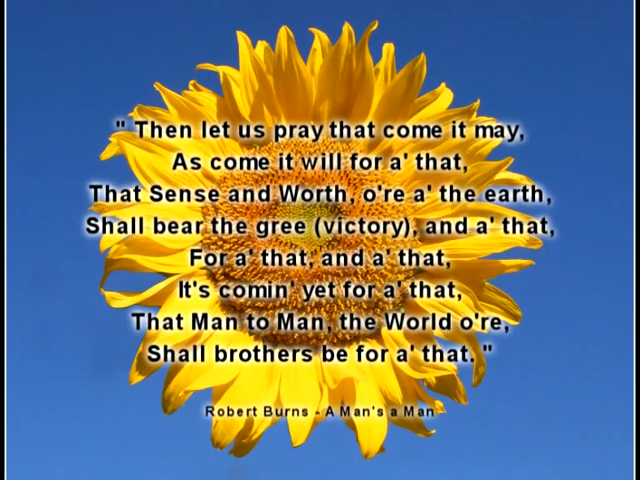 " Then let us pray that come it may,
As come it will for a' that,
That Sense and Worth, o're a' the earth,
Shall bear the gree (victory), and a' that,
For a' that, and a' that,
It's comin' yet for a' that,
That Man to Man, the World o're,
Shall brothers be for a' that. "
Robert Burns - A Man's a Man